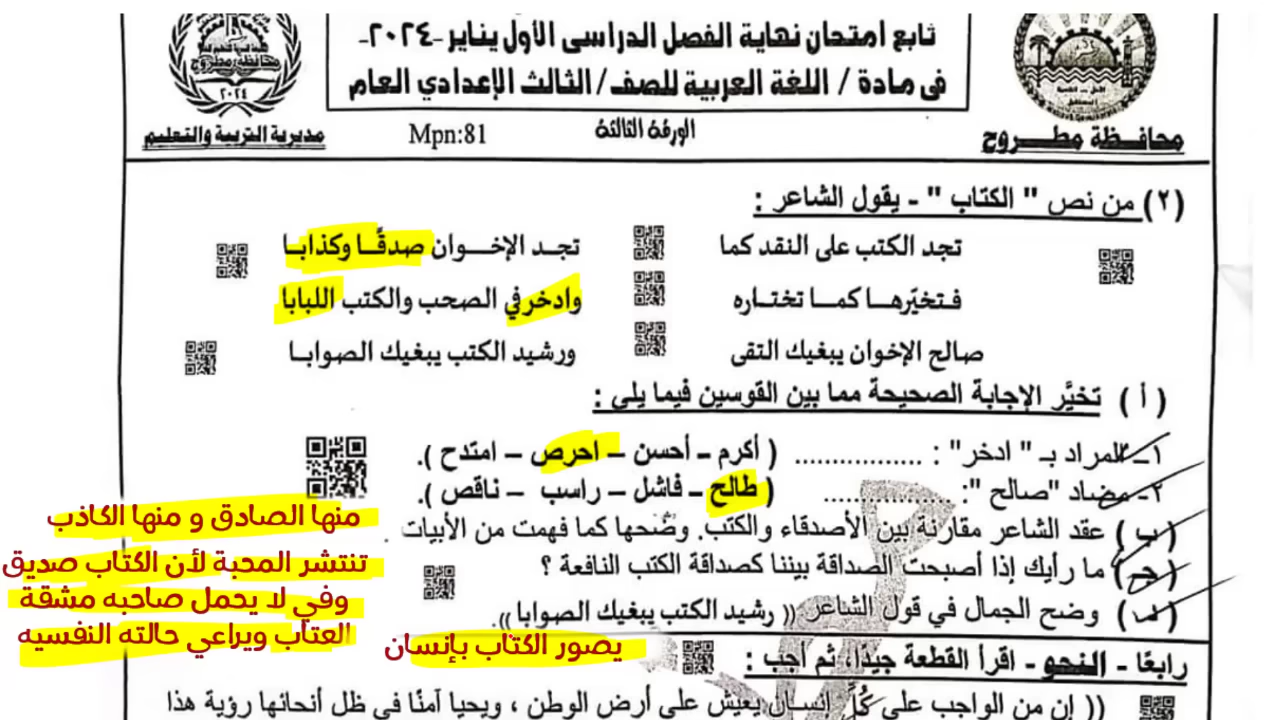 ثابع امتحان نهاية الفصل الدراسى الأول يناير -٢٠٢٤-
فى مادة / اللغة العربية للصف / الثالث الإعدادي العام
محافظة مطروح
٢٠٢٤
محافظة مطروح
الورقة الثالثة
Mpn:81
مديرية التربية والتعليم
(٢) من نص " الكتاب " - يقول الشاعر :
تجد الكتب على النقد كما تجد الإخوان صدقًا وكذابا
فتخيّرها كما تختاره وادخر في الصحب والكتب اللبابا
صالح الإخوان يبغيك التقى ورشيد الكتب يبغيك الصوابا
( أ ) تخيَّر الإجابة الصحيحة مما بين القوسين فيما يلى :
١- المراد بـ " ادخر" : ................ ( أكرم – أحسن – احرص – امتدح ).
٢- مضاد "صالح ": ................ ( طالح – فاشل – راسب – ناقص ).
(ب) عقد الشاعر مقارنة بين الأصدقاء والكتب. وضّحها كما فهمت من الأبيات .
منها الصادق و منها الكاذب
(جـ) ما رأيك إذا أصبحت الصداقة بيننا كصداقة الكتب النافعة ؟
تنتشر المحبة لأن الكتاب صديق
وفي لا يحمل صاحبه مشقة
العتاب ويراعي حالته النفسيه
(د) وضح الجمال في قول الشاعر (( رشيد الكتب يبغيك الصوابا )).
يصور الكتاب بإنسان
رابعًا - النحو - اقرأ القطعة جيدًا، ثم أجب :
(( إن من الواجب على كُلِّ إنسان يعيش على أرض الوطن ، ويحيا آمنًا في ظل أنحائها رؤية هذا